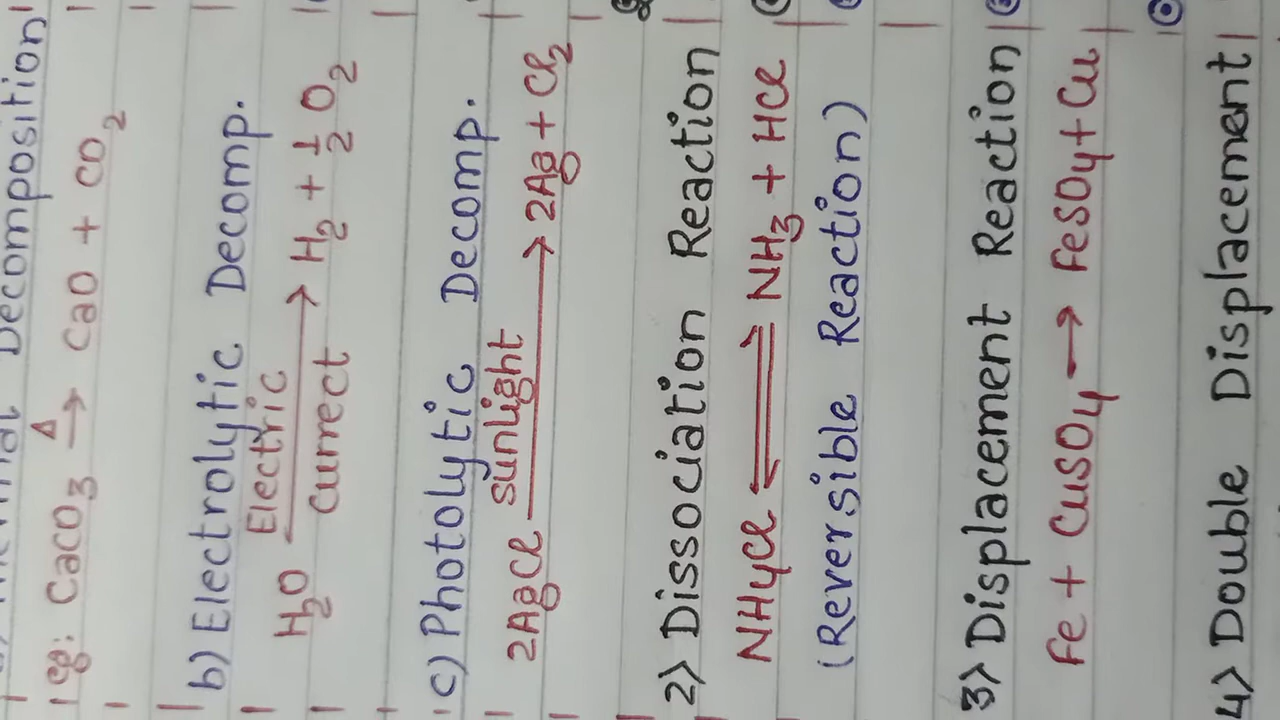 Thermal Decomposition
eg: CaCO3 Δ→ CaO + CO2
b) Electrolytic Decomp.
H2O Electric current → H2 + 1/2 O2
c) Photolytic Decomp.
2AgCl sunlight → 2Ag + Cl2
2> Dissociation Reaction
NH4Cl ⇌ NH3 + HCl
(Reversible Reaction)
3> Displacement Reaction
Fe + CuSO4 → FeSO4 + Cu
4> Double Displacement